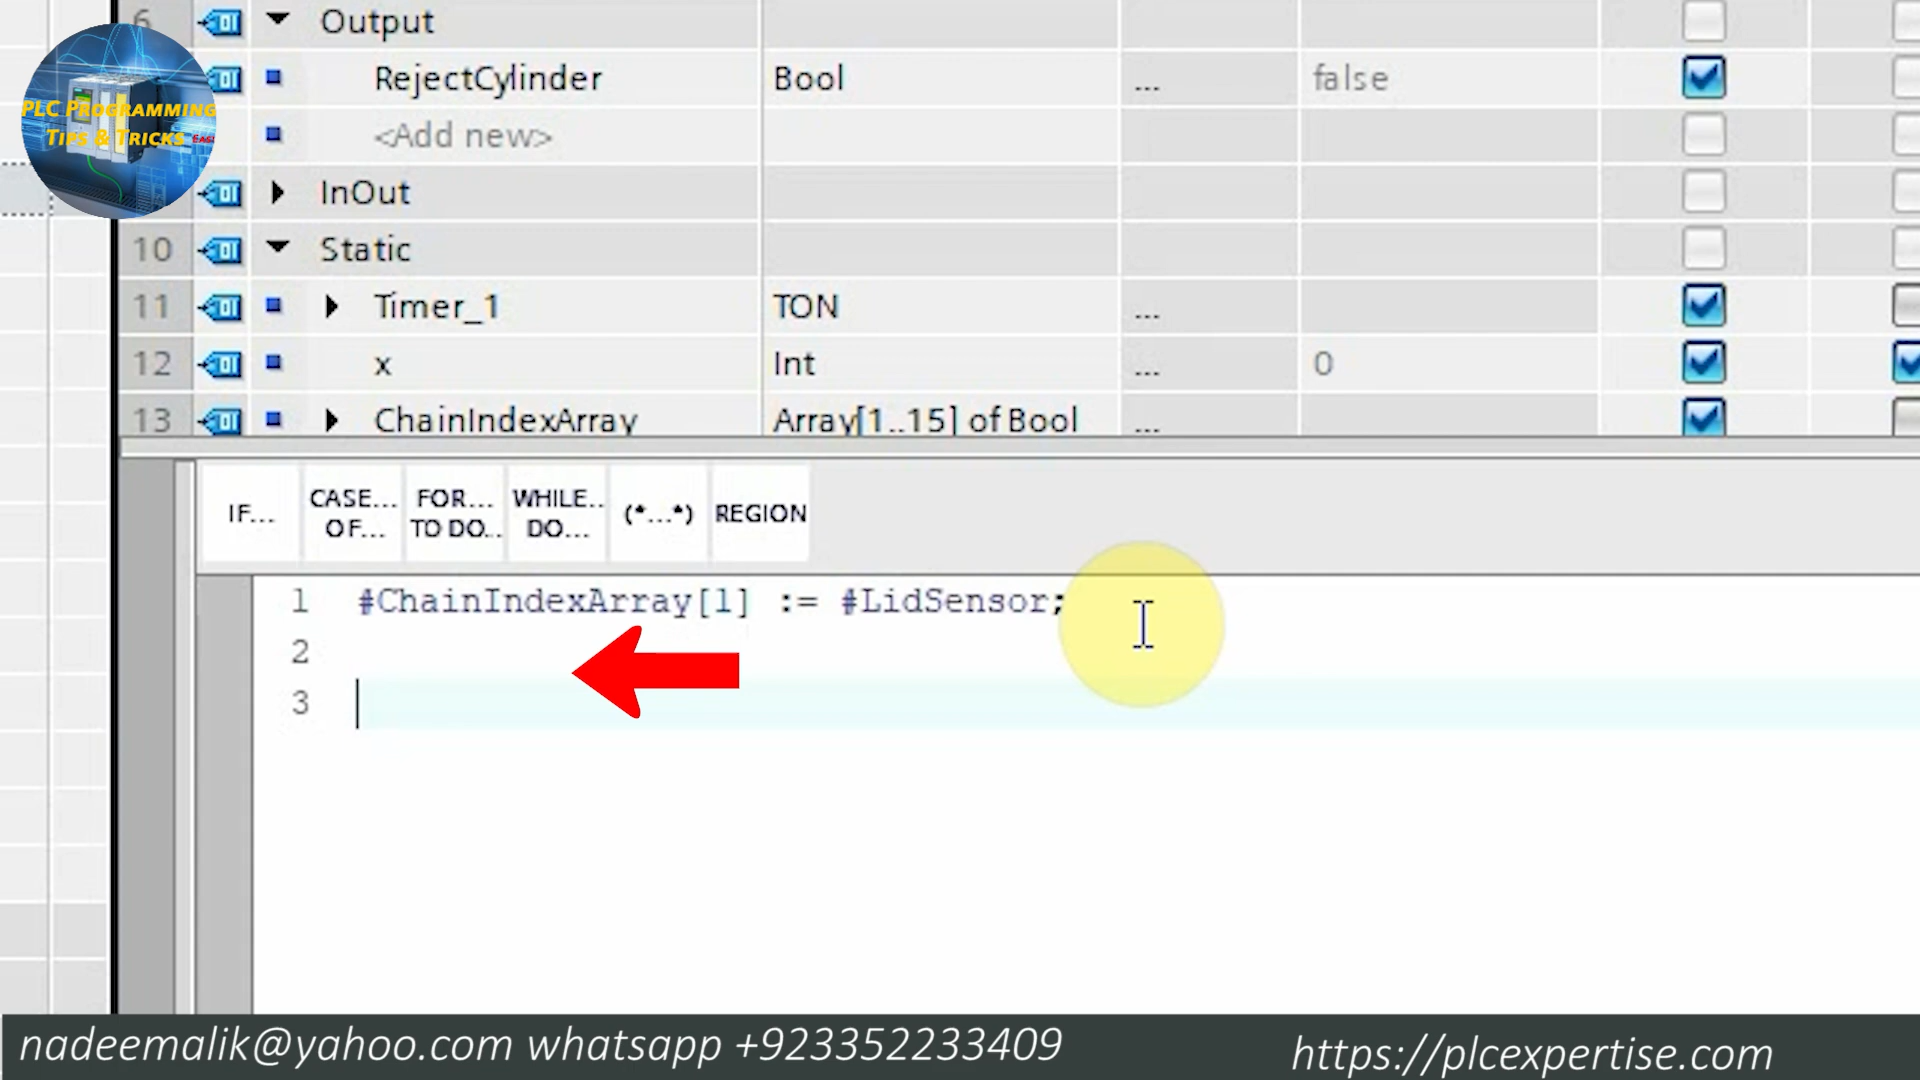 6 Output
RejectCylinder Bool ... false
<Add new>
InOut
10 Static
11 Timer_1 TON ...
12 x Int ... 0
13 ChainIndexArray Array[1..15] of Bool ...
PLC PROGRAMMING
TIPS & TRICKS EASY
IF... CASE... FOR... WHILE.. (*...*) REGION
OF... TO DO.. DO...
1 #ChainIndexArray[1] := #LidSensor;
2
3
nadeemalik@yahoo.com whatsapp +923352233409
https://plcexpertise.com